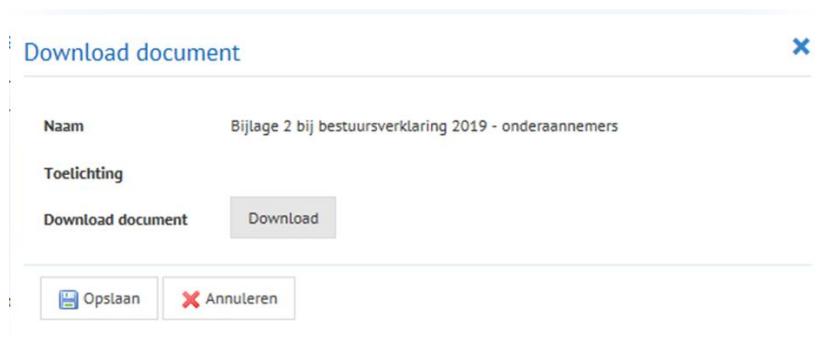 Download document
Naam Bijlage 2 bij bestuursverklaring 2019 - onderaannemers
Toelichting
Download document Download
Opslaan Annuleren